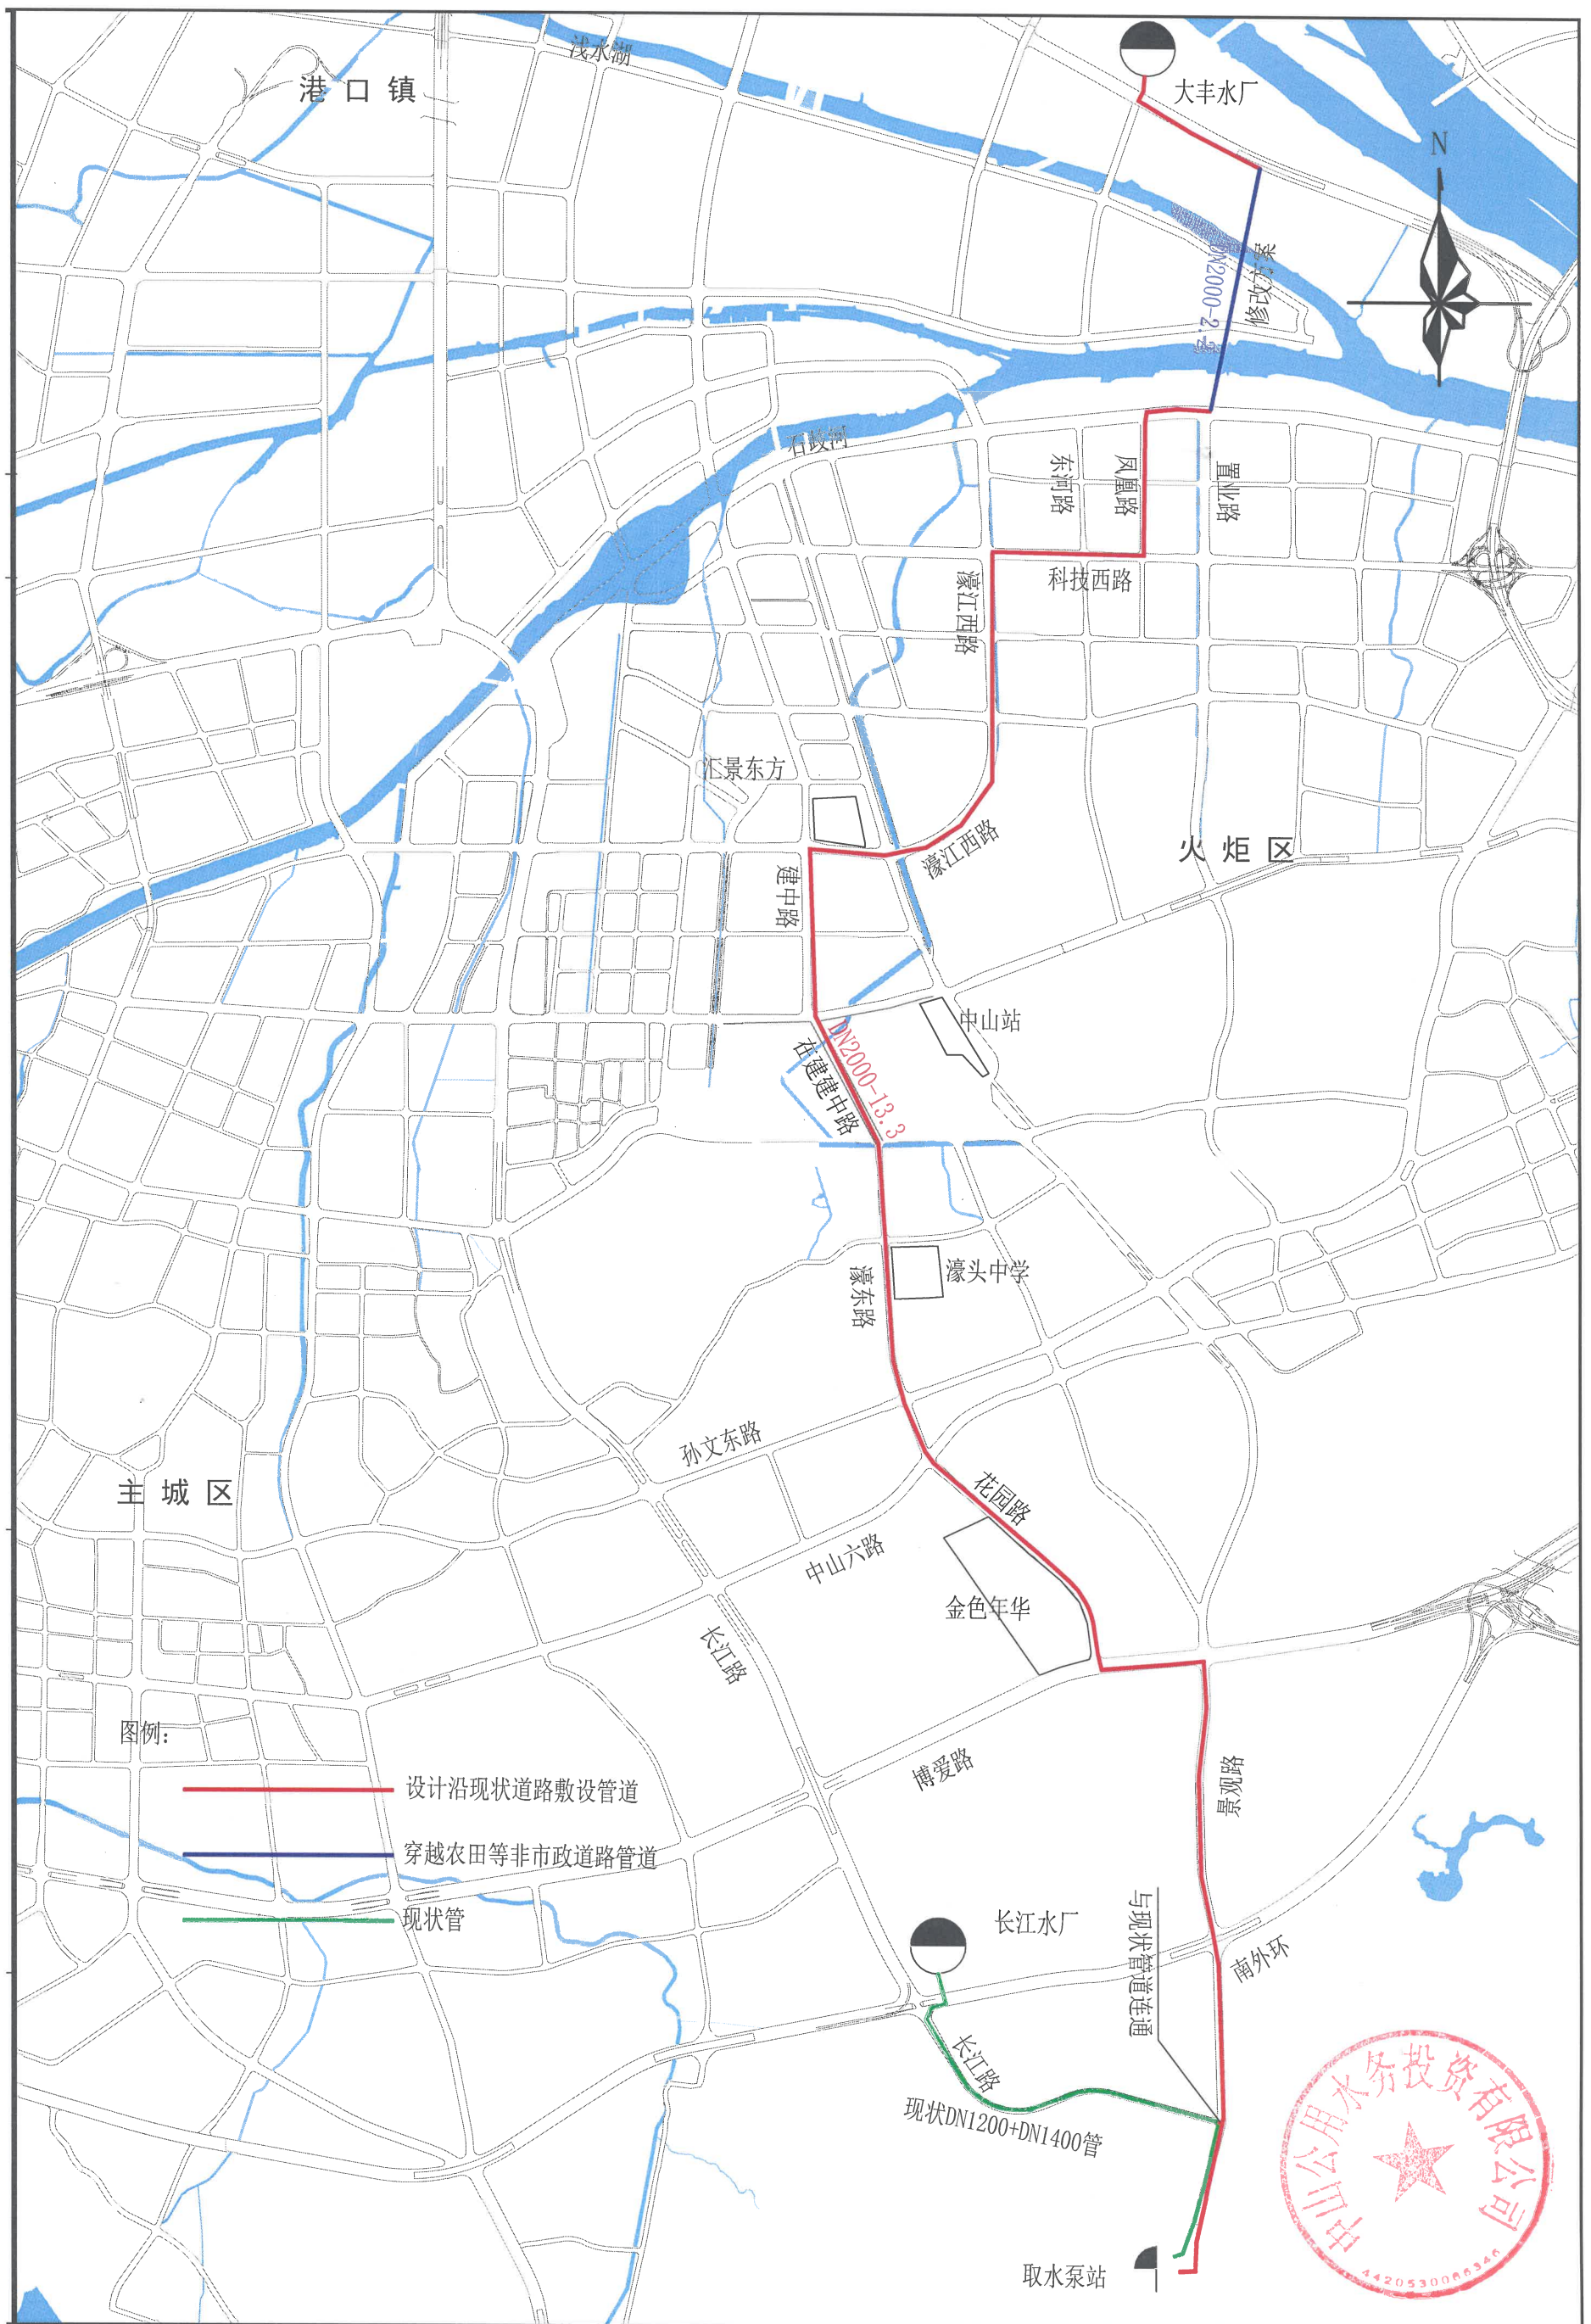 浅水湖
港口镇
大丰水厂
N
修改方案
DN2000-2.2
石歧河
东河路
凤凰路
置业路
科技西路
濠江西路
汇景东方
濠江西路
火炬区
建中路
中山站
DN2000-13.3
在建建中路
濠头中学
濠东路
孙文东路
主城区
花园路
中山六路
金色年华
长江路
图例:
博爱路
景观路
设计沿现状道路敷设管道
穿越农田等非市政道路管道
现状管
长江水厂
与现状管道连通
南外环
长江路
现状DN1200+DN1400管
取水泵站
中山公用水务投资有限公司